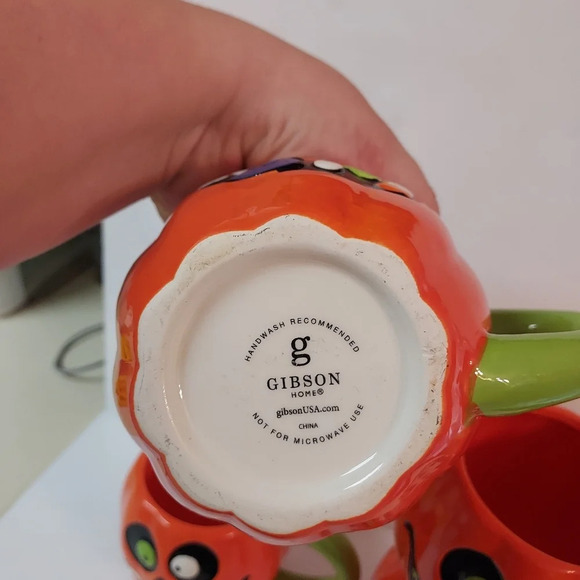 HANDWASH RECOMMENDED
g
GIBSON
HOME®
gibsonUSA.com
CHINA
NOT FOR MICROWAVE USE